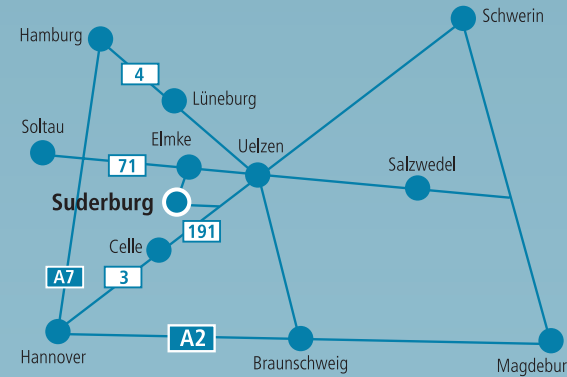 Schwerin
Hamburg
4
Lüneburg
Soltau
Elmke
Uelzen
71
Salzwedel
Suderburg
191
Celle
A7
3
A2
Hannover
Braunschweig
Magdebur